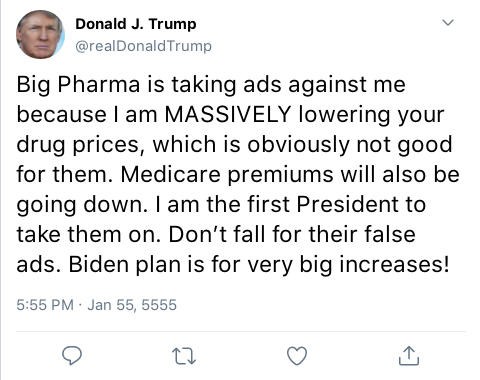 Donald J. Trump
@realDonaldTrump
Big Pharma is taking ads against me
because I am MASSIVELY lowering your
drug prices, which is obviously not good
for them. Medicare premiums will also be
going down. I am the first President to
take them on. Don’t fall for their false
ads. Biden plan is for very big increases!
5:55 PM · Jan 55, 5555